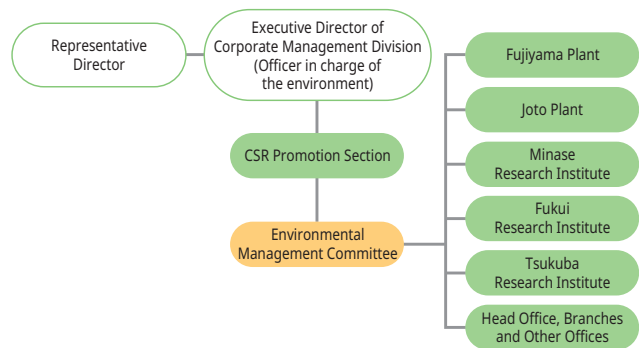 Representative
Director
Executive Director of
Corporate Management Division
(Officer in charge of
the environment)
CSR Promotion Section
Environmental
Management Committee
Fujiyama Plant
Joto Plant
Minase
Research Institute
Fukui
Research Institute
Tsukuba
Research Institute
Head Office, Branches
and Other Offices